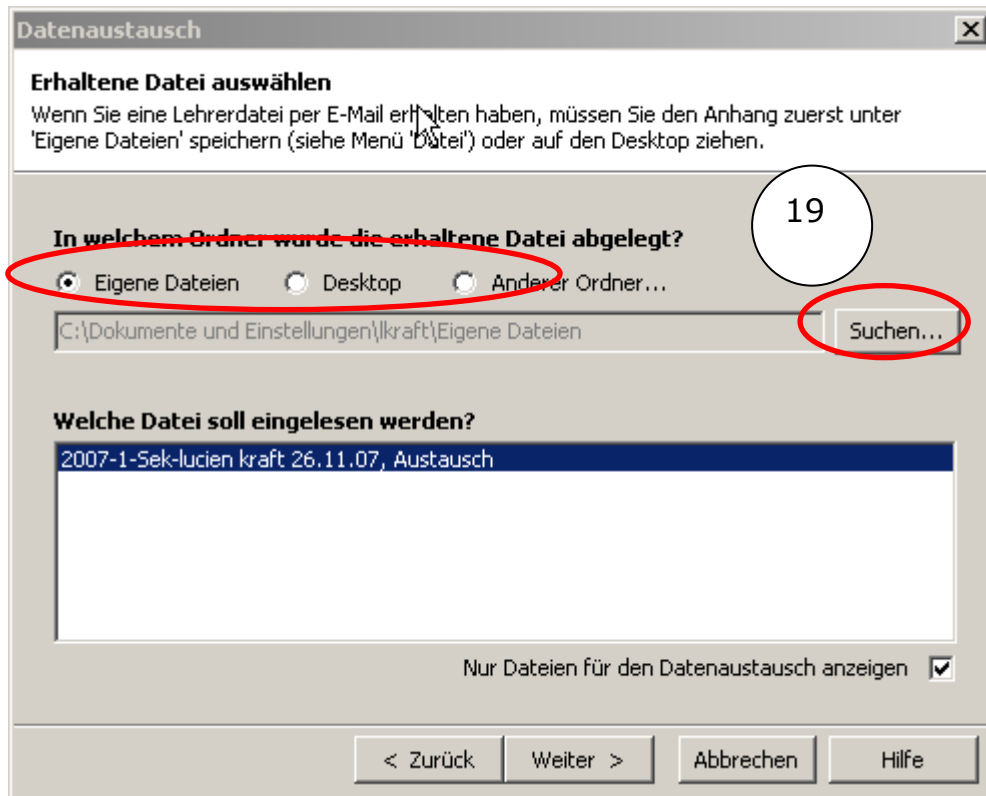 Datenaustausch
Erhaltene Datei auswählen
Wenn Sie eine Lehrerdatei per E-Mail erhalten haben, müssen Sie den Anhang zuerst unter
'Eigene Dateien' speichern (siehe Menü 'Datei') oder auf den Desktop ziehen.
19
In welchem Ordner wurde die erhaltene Datei abgelegt?
Eigene Dateien Desktop Anderer Ordner...
C:\Dokumente und Einstellungen\lkraft\Eigene Dateien Suchen...
Welche Datei soll eingelesen werden?
2007-1-Sek-lucien kraft 26.11.07, Austausch
Nur Dateien für den Datenaustausch anzeigen
< Zurück Weiter > Abbrechen Hilfe